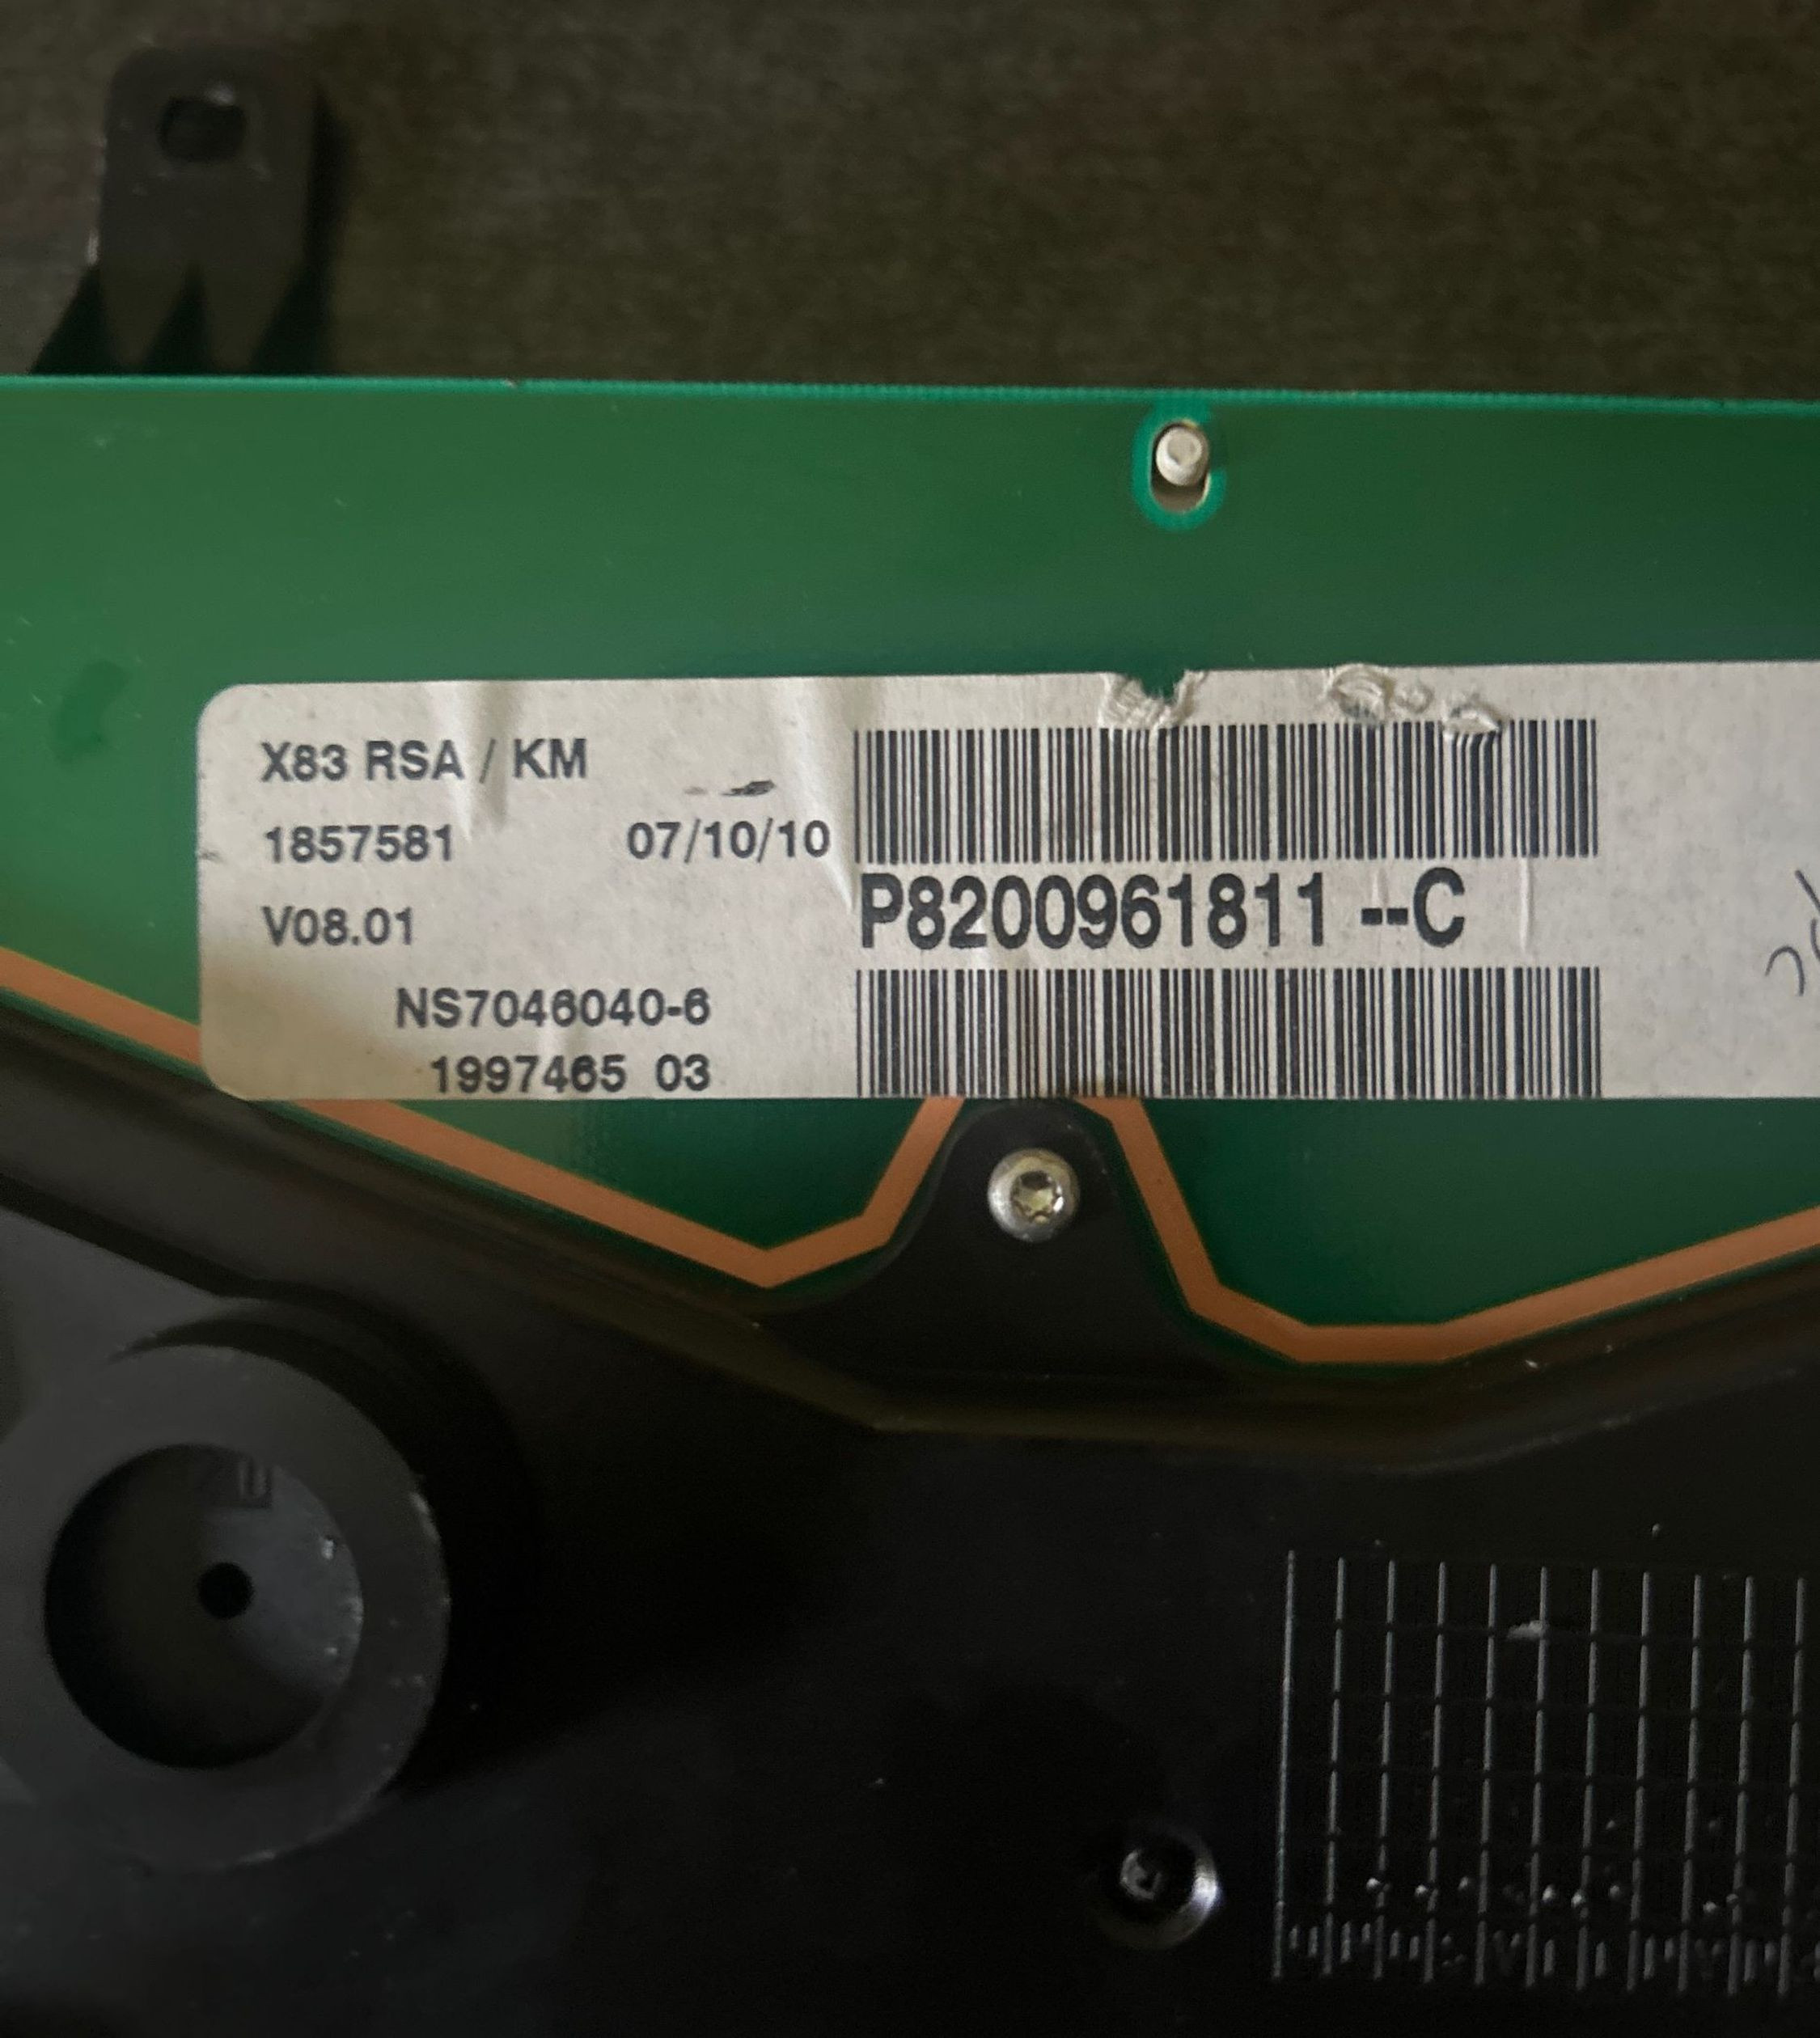 X83 RSA / KM
1857581 07/10/10
V08.01
P8200961811 --C
NS7046040-6
1997465 03